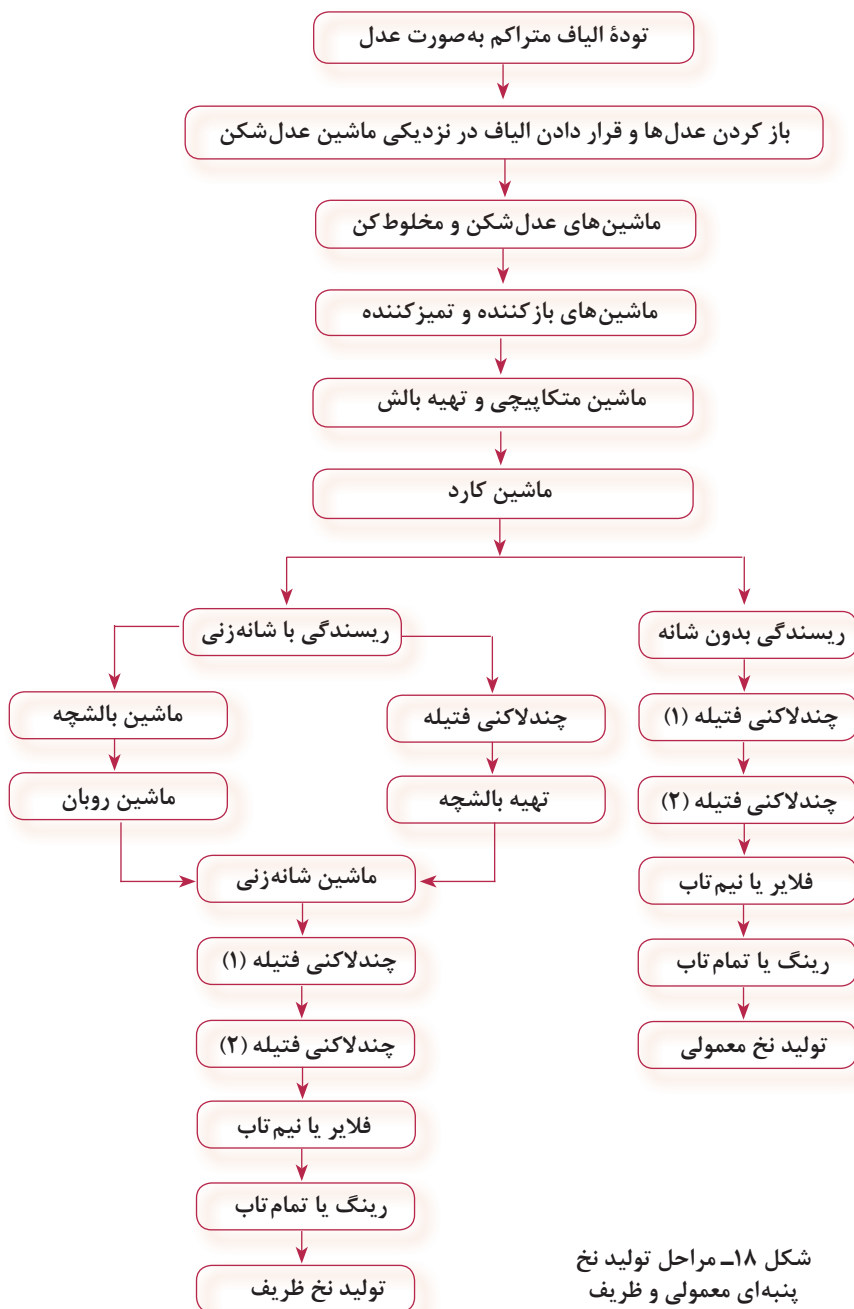 تودهٔ الیاف متراکم به‌صورت عدل
باز کردن عدل‌ها و قرار دادن الیاف در نزدیکی ماشین عدل‌شکن
ماشین‌های عدل‌شکن و مخلوط‌کن
ماشین‌های بازکننده و تمیزکننده
ماشین متکاپیچی و تهیه بالش
ماشین کارد
ریسندگی بدون شانه
چندلاکنی فتیله (۱)
چندلاکنی فتیله (۲)
فلایر یا نیم‌تاب
رینگ یا تمام‌تاب
تولید نخ معمولی
ریسندگی با شانه‌زنی
چندلاکنی فتیله
تهیه بالشچه
ماشین بالشچه
ماشین روبان
ماشین شانه‌زنی
چندلاکنی فتیله (۱)
چندلاکنی فتیله (۲)
فلایر یا نیم‌تاب
رینگ یا تمام‌تاب
تولید نخ ظریف
شکل ۱۸ــ مراحل تولید نخ
پنبه‌ای معمولی و ظریف